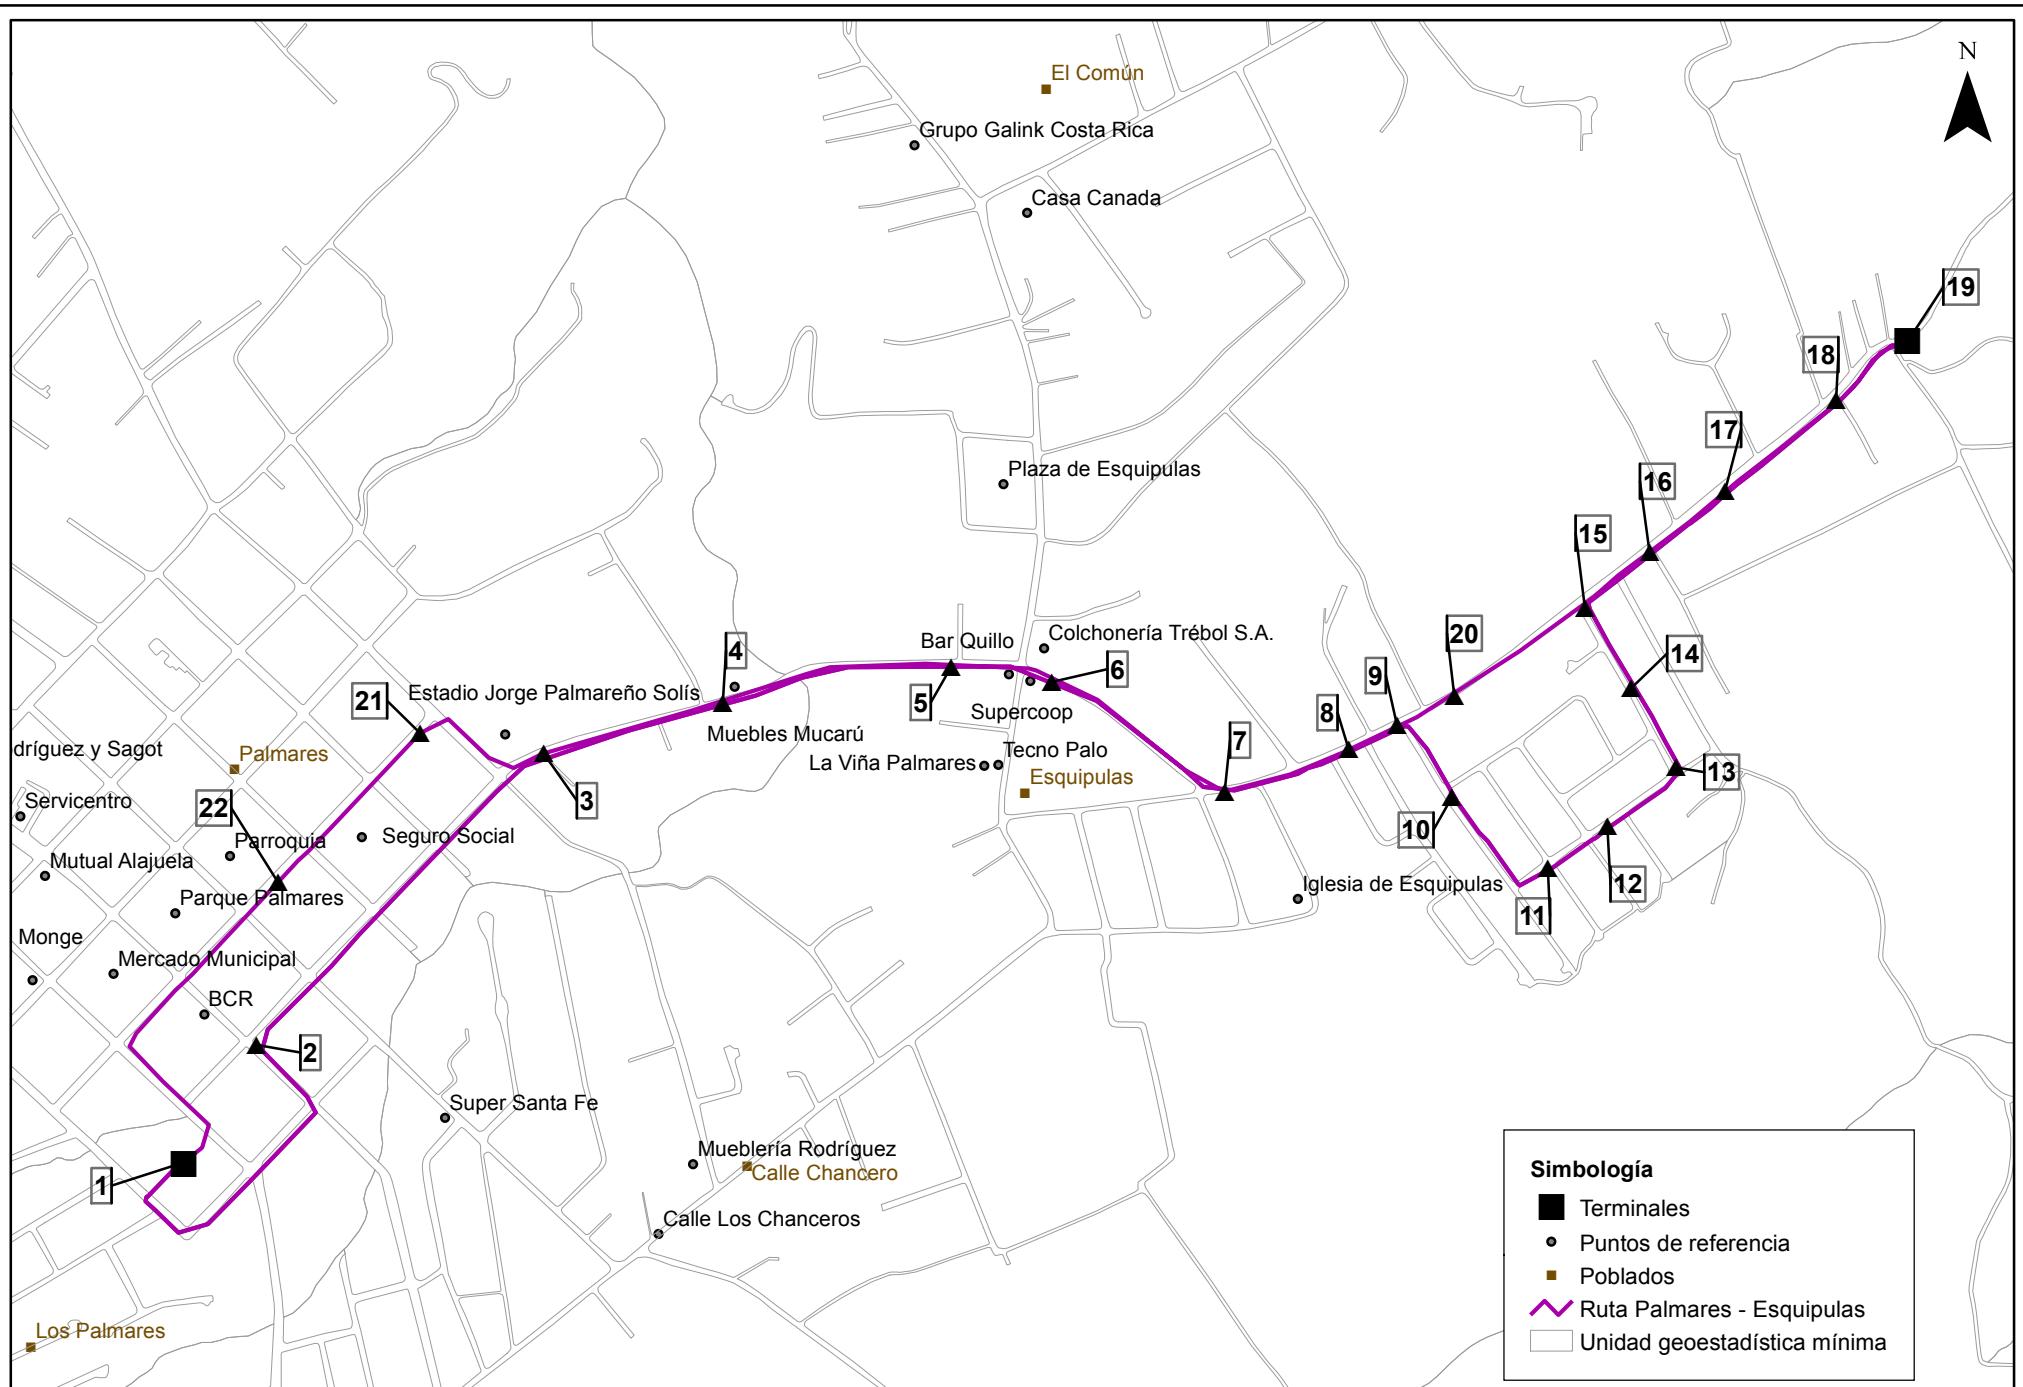 N
El Común
Grupo Galink Costa Rica
Casa Canada
19
18
17
Plaza de Esquipulas
16
15
Bar Quillo
Colchonería Trébol S.A.
20
14
4
6
9
21
Estadio Jorge Palmareño Solís
5
Supercoop
8
Muebles Mucarú
7
dríguez y Sagot
Palmares
La Viña Palmares
Tecno Palo
Esquipulas
13
3
Servicentro
22
Parroquia
Seguro Social
10
Mutual Alajuela
Parque Palmares
Iglesia de Esquipulas
12
11
Monge
Mercado Municipal
BCR
2
Super Santa Fe
Mueblería Rodríguez
Calle Chancero
1
Calle Los Chanceros
Los Palmares
Simbología
Terminales
Puntos de referencia
Poblados
Ruta Palmares - Esquipulas
Unidad geoestadística mínima